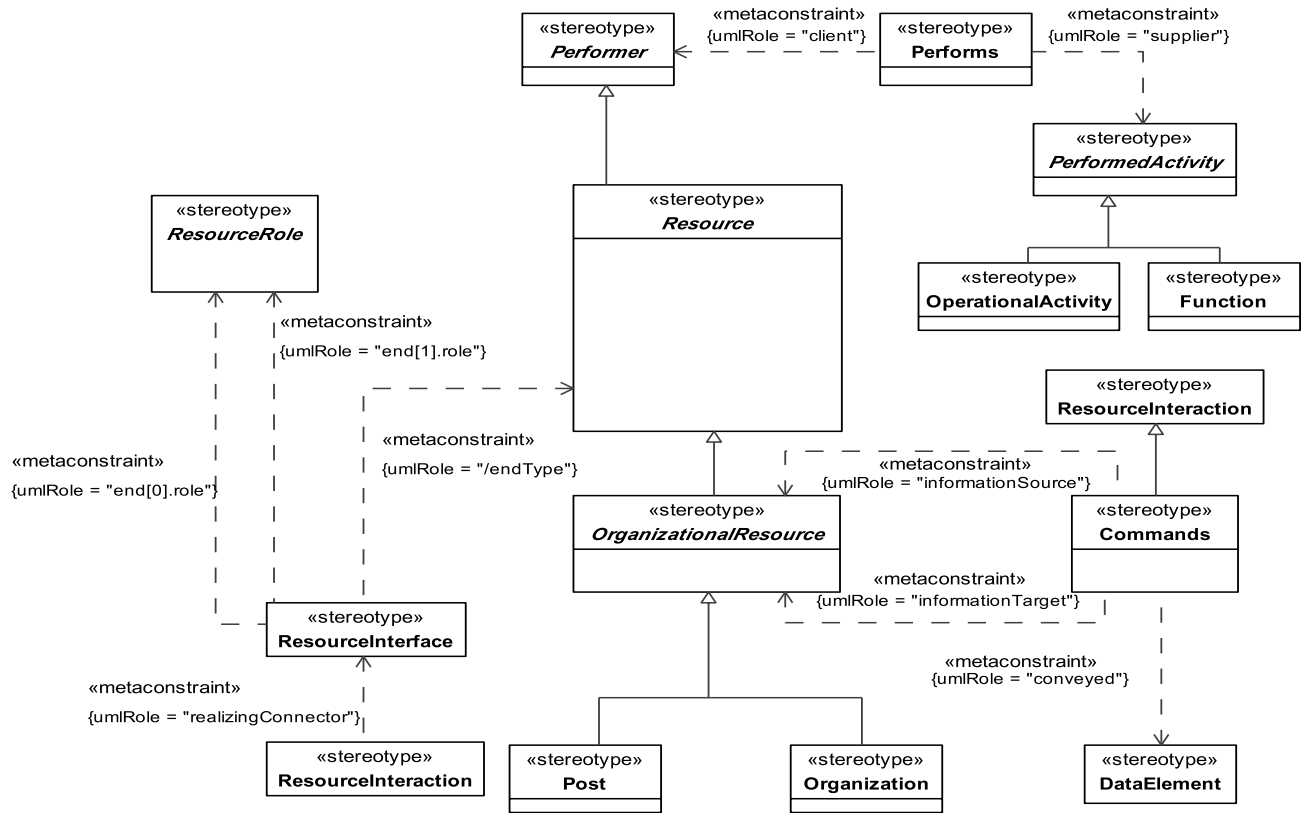 «stereotype»
Performer
«metaconstraint»
{umlRole = "client"}
«stereotype»
Performs
«metaconstraint»
{umlRole = "supplier"}
«stereotype»
PerformedActivity
«stereotype»
ResourceRole
«stereotype»
Resource
«stereotype»
OperationalActivity
«stereotype»
Function
«metaconstraint»
{umlRole = "end[1].role"}
«stereotype»
ResourceInteraction
«metaconstraint»
{umlRole = "/endType"}
«metaconstraint»
{umlRole = "end[0].role"}
«metaconstraint»
{umlRole = "informationSource"}
«stereotype»
OrganizationalResource
«stereotype»
Commands
«metaconstraint»
{umlRole = "informationTarget"}
«stereotype»
ResourceInterface
«metaconstraint»
{umlRole = "conveyed"}
«metaconstraint»
{umlRole = "realizingConnector"}
«stereotype»
ResourceInteraction
«stereotype»
Post
«stereotype»
Organization
«stereotype»
DataElement